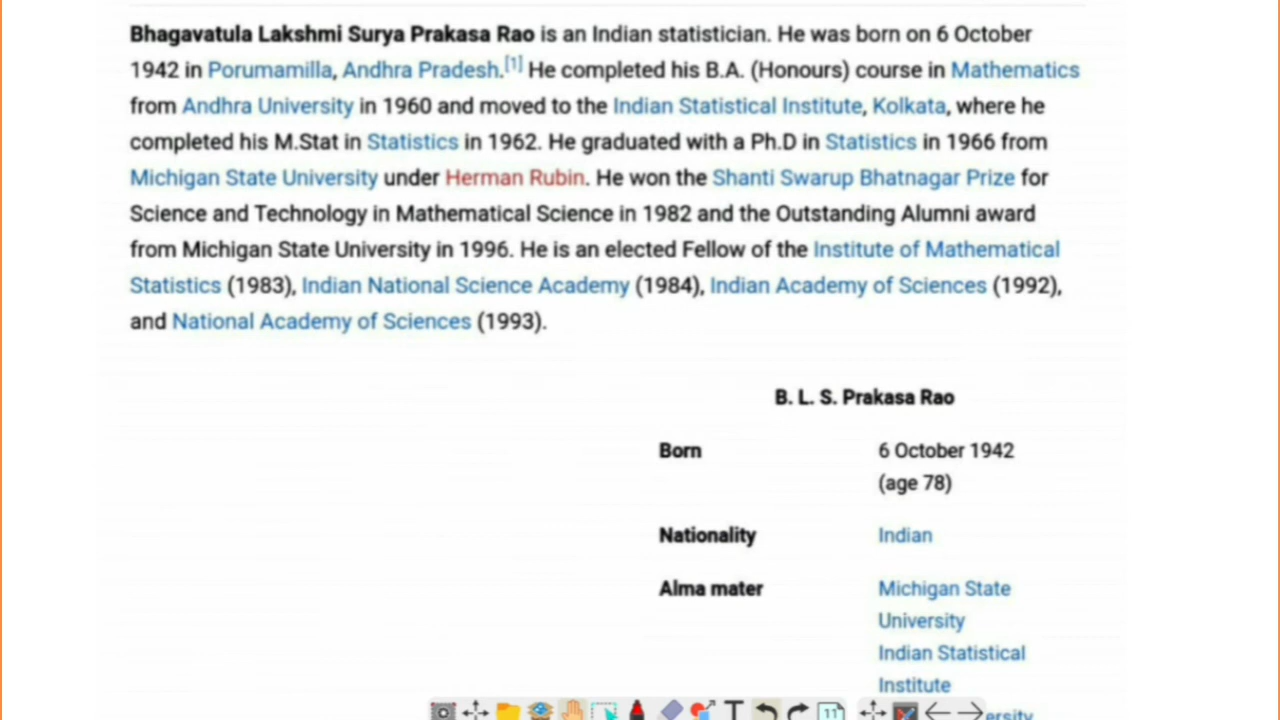 Bhagavatula Lakshmi Surya Prakasa Rao is an Indian statistician. He was born on 6 October
1942 in Porumamilla, Andhra Pradesh.[1] He completed his B.A. (Honours) course in Mathematics
from Andhra University in 1960 and moved to the Indian Statistical Institute, Kolkata, where he
completed his M.Stat in Statistics in 1962. He graduated with a Ph.D in Statistics in 1966 from
Michigan State University under Herman Rubin. He won the Shanti Swarup Bhatnagar Prize for
Science and Technology in Mathematical Science in 1982 and the Outstanding Alumni award
from Michigan State University in 1996. He is an elected Fellow of the Institute of Mathematical
Statistics (1983), Indian National Science Academy (1984), Indian Academy of Sciences (1992),
and National Academy of Sciences (1993).
B. L. S. Prakasa Rao
Born 6 October 1942
(age 78)
Nationality Indian
Alma mater Michigan State
University
Indian Statistical
Institute
T 11